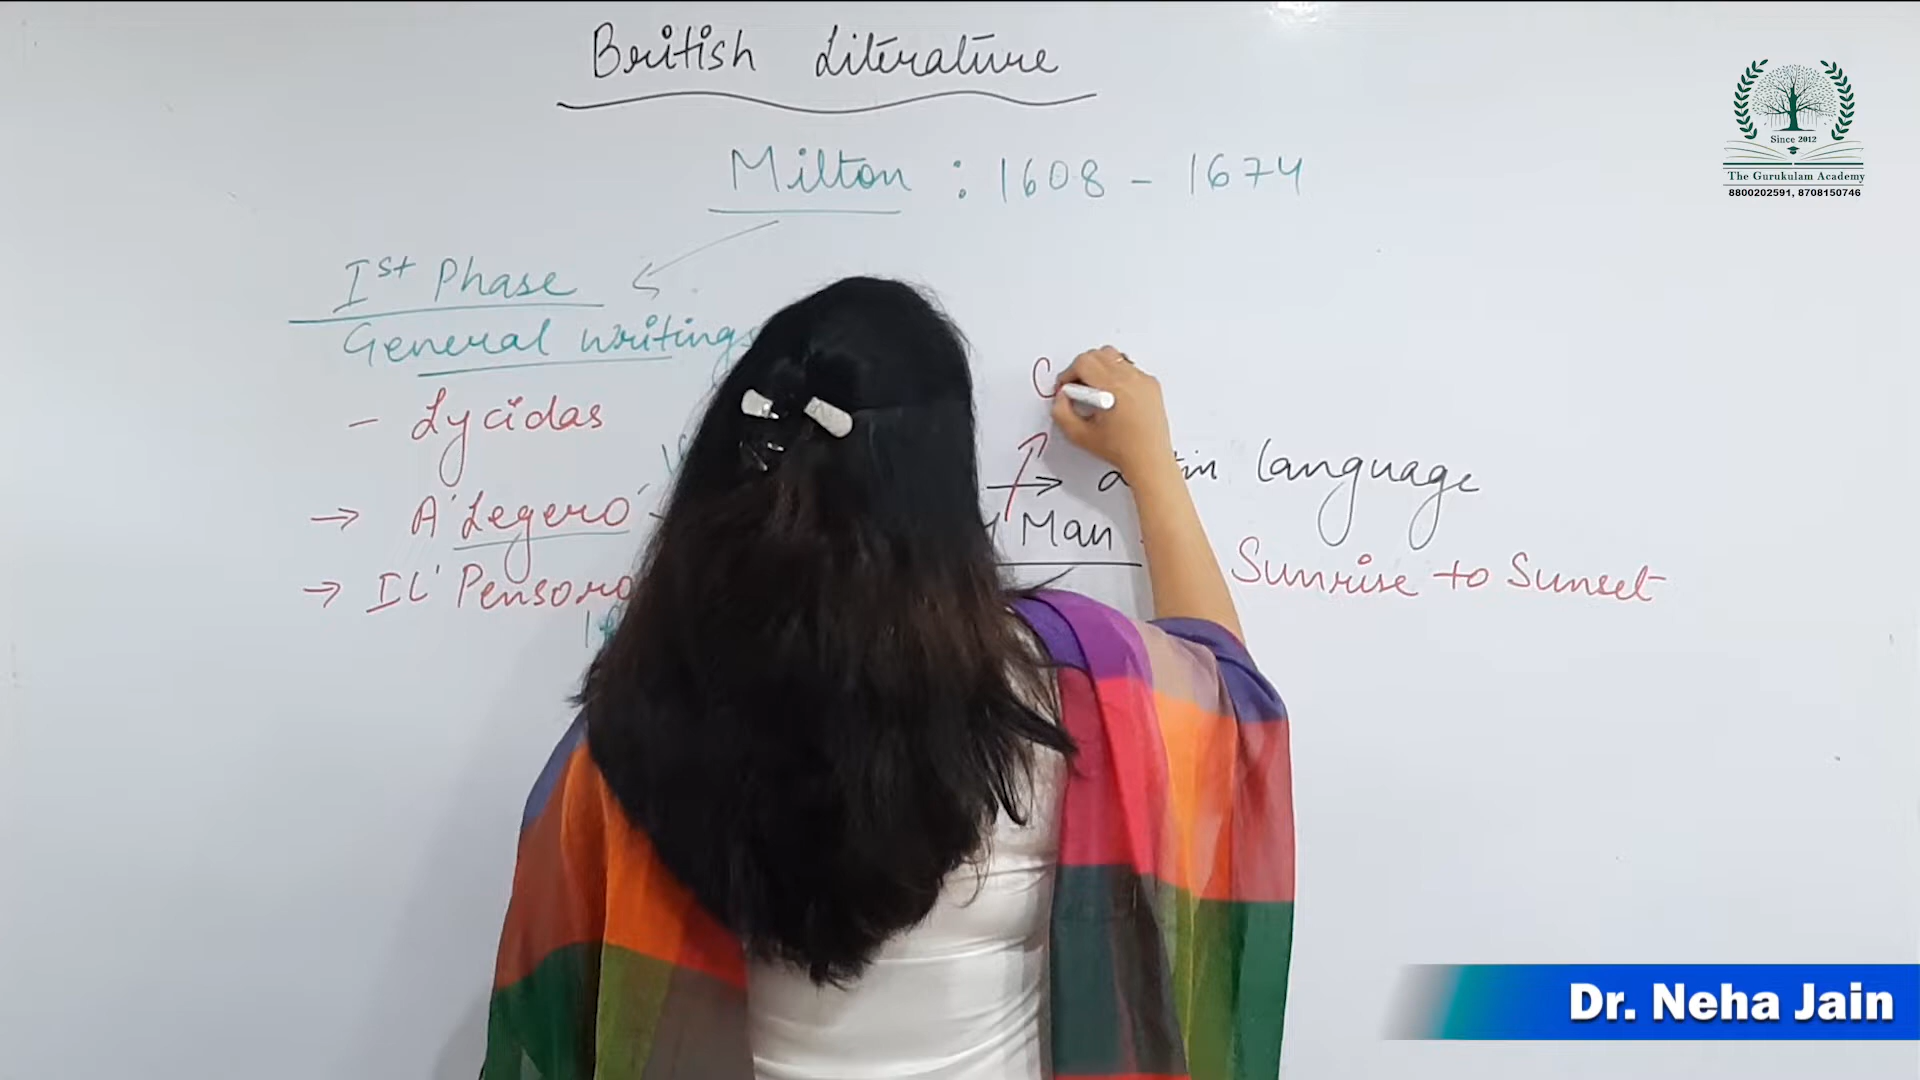 British Literature
Milton : 1608 - 1674
Since 2012
The Gurukulam Academy
8800202591, 8708150746
Ist Phase
General writings
- Lycidas
→ Latin language
→ A'Legero'
Man
Sunrise to Sunset
→ IL' Pensoro
Dr. Neha Jain